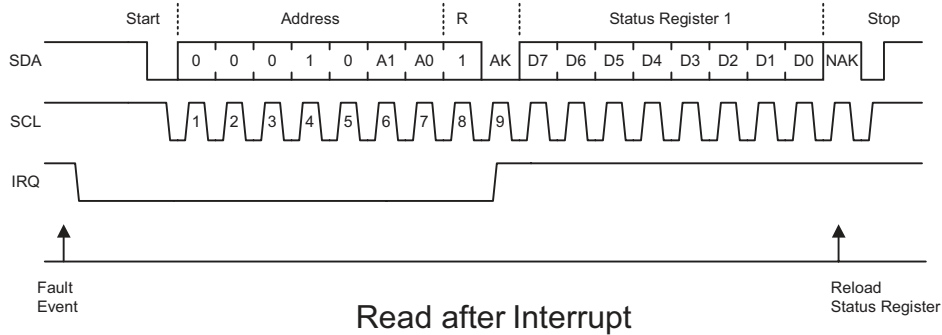 Start Address R Status Register 1 Stop
SDA 0 0 0 1 0 A1 A0 1 AK D7 D6 D5 D4 D3 D2 D1 D0 NAK
SCL 1 2 3 4 5 6 7 8 9
IRQ
Fault
Event
Reload
Status Register
Read after Interrupt